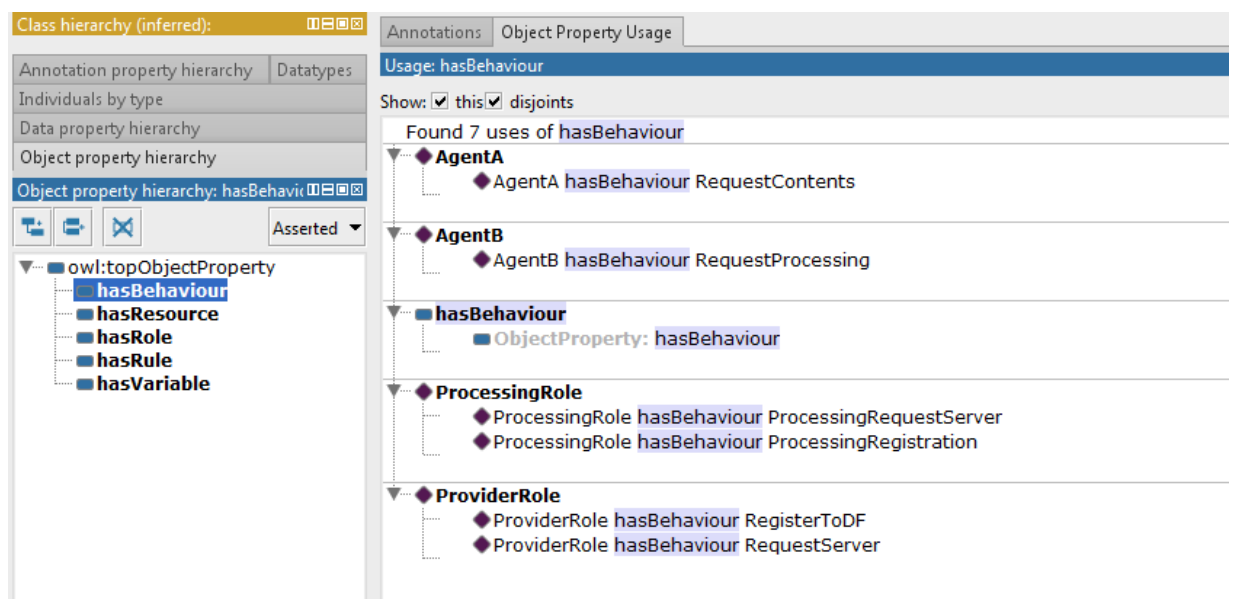 Class hierarchy (inferred):
Annotation property hierarchy Datatypes
Individuals by type
Data property hierarchy
Object property hierarchy
Object property hierarchy: hasBehavic
Asserted
owl:topObjectProperty
hasBehaviour
hasResource
hasRole
hasRule
hasVariable
Annotations Object Property Usage
Usage: hasBehaviour
Show: this disjoints
Found 7 uses of hasBehaviour
AgentA
AgentA hasBehaviour RequestContents
AgentB
AgentB hasBehaviour RequestProcessing
hasBehaviour
ObjectProperty: hasBehaviour
ProcessingRole
ProcessingRole hasBehaviour ProcessingRequestServer
ProcessingRole hasBehaviour ProcessingRegistration
ProviderRole
ProviderRole hasBehaviour RegisterToDF
ProviderRole hasBehaviour RequestServer